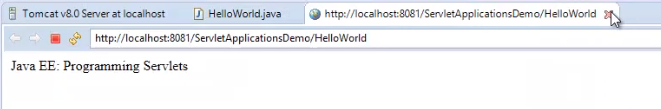 Tomcat v8.0 Server at localhost HelloWorld.java http://localhost:8081/ServletApplicationsDemo/HelloWorld
http://localhost:8081/ServletApplicationsDemo/HelloWorld
Java EE: Programming Servlets